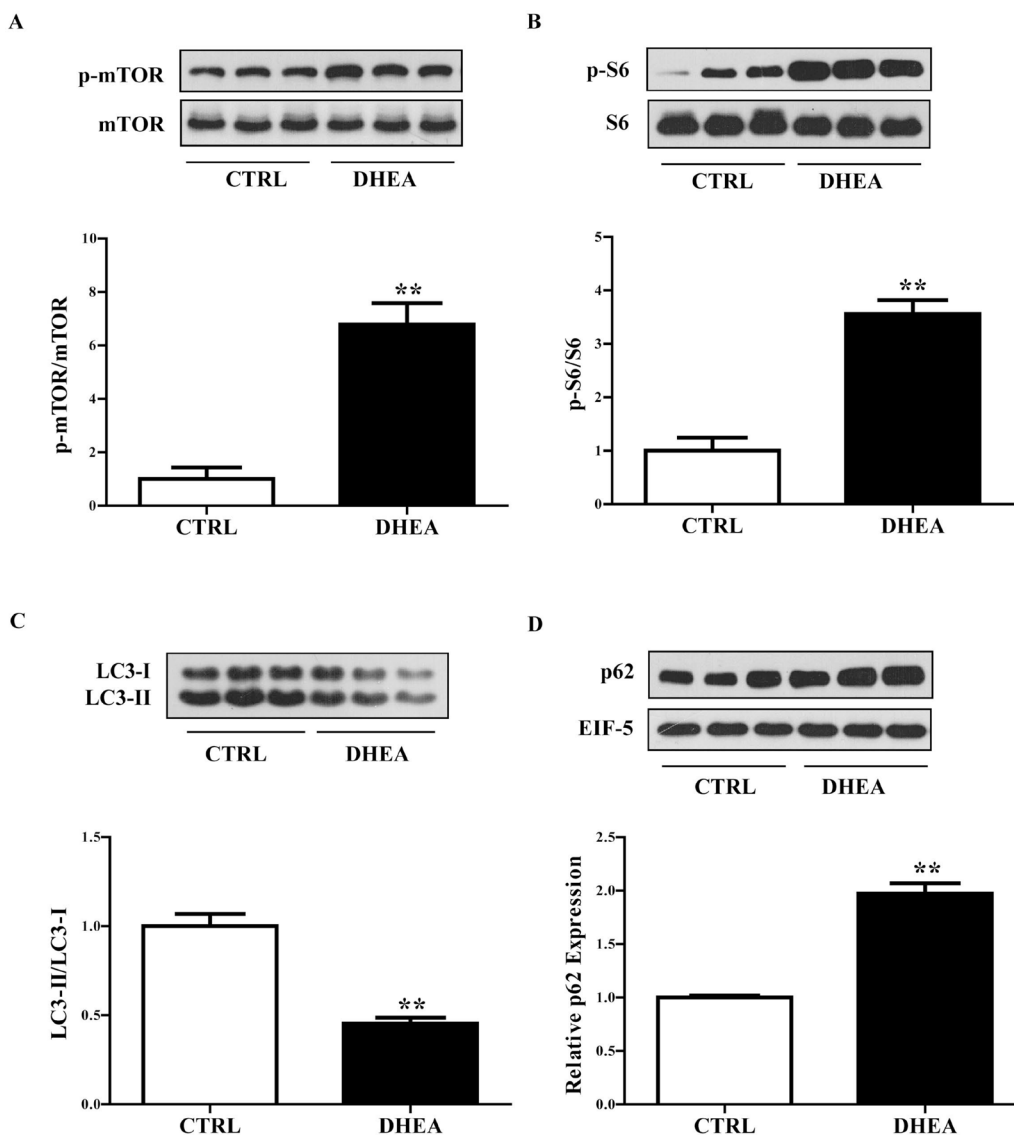 A
p-mTOR
mTOR
CTRL DHEA
10
8
6
4
2
0
p-mTOR/mTOR
**
CTRL DHEA
B
p-S6
S6
CTRL DHEA
5
4
3
2
1
0
p-S6/S6
**
CTRL DHEA
C
LC3-I
LC3-II
CTRL DHEA
1.5
1.0
0.5
0.0
LC3-II/LC3-I
**
CTRL DHEA
D
p62
EIF-5
CTRL DHEA
2.5
2.0
1.5
1.0
0.5
0.0
Relative p62 Expression
**
CTRL DHEA